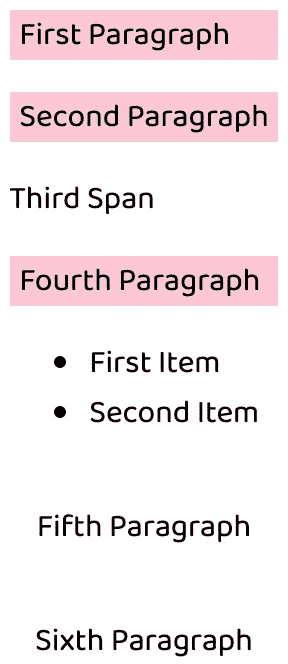 First Paragraph
Second Paragraph
Third Span
Fourth Paragraph
First Item
Second Item
Fifth Paragraph
Sixth Paragraph